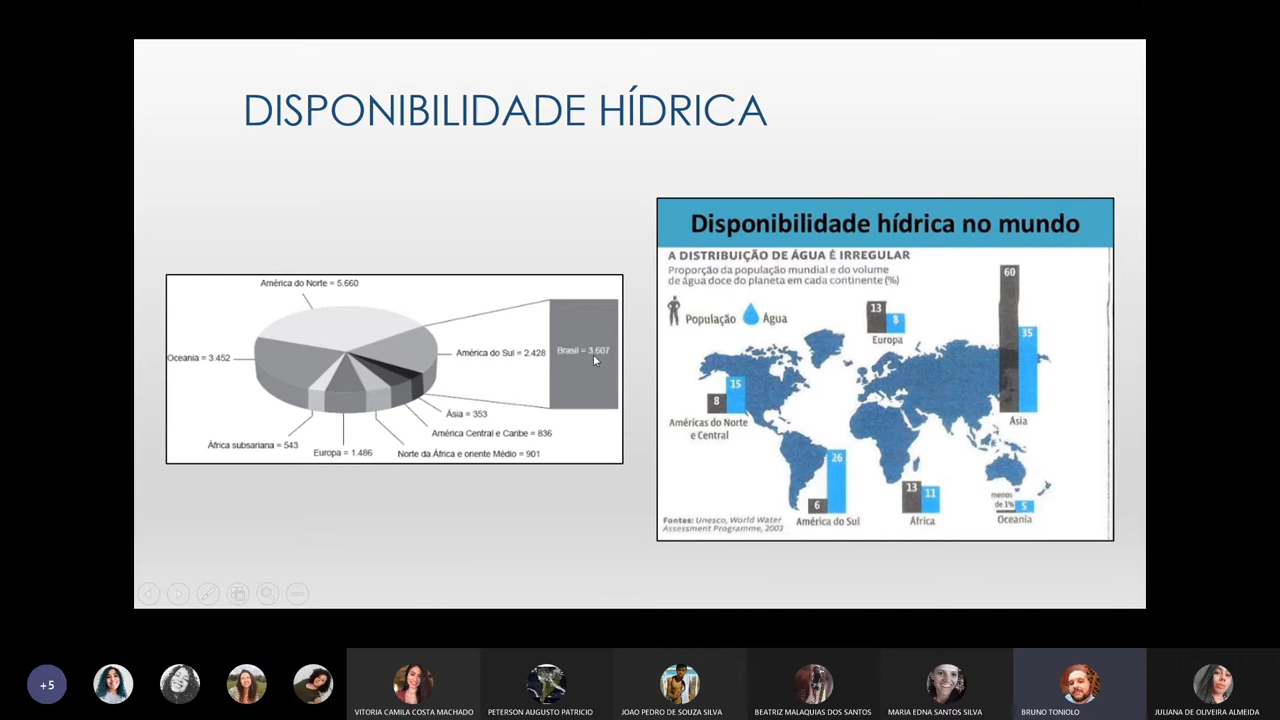 DISPONIBILIDADE HÍDRICA
América do Norte = 5.660
Oceania = 3.452
América do Sul = 2.428
Brasil = 3.607
Ásia = 353
América Central e Caribe = 836
África subsariana = 543
Europa = 1.486
Norte da África e oriente Médio = 901
Disponibilidade hídrica no mundo
A DISTRIBUIÇÃO DE ÁGUA É IRREGULAR
Proporção da população mundial e do volume
de água doce do planeta em cada continente (%)
População
Água
13
8
Europa
60
35
Ásia
8
15
Américas do Norte
e Central
6
26
América do Sul
13
11
África
menos
de 1%
5
Oceania
Fontes: Unesco, World Water
Assessment Programme, 2003
+5
VITORIA CAMILA COSTA MACHADO
PETERSON AUGUSTO PATRICIO
JOAO PEDRO DE SOUZA SILVA
BEATRIZ MALAQUIAS DOS SANTOS
MARIA EDNA SANTOS SILVA
BRUNO TONIOLO
JULIANA DE OLIVEIRA ALMEIDA